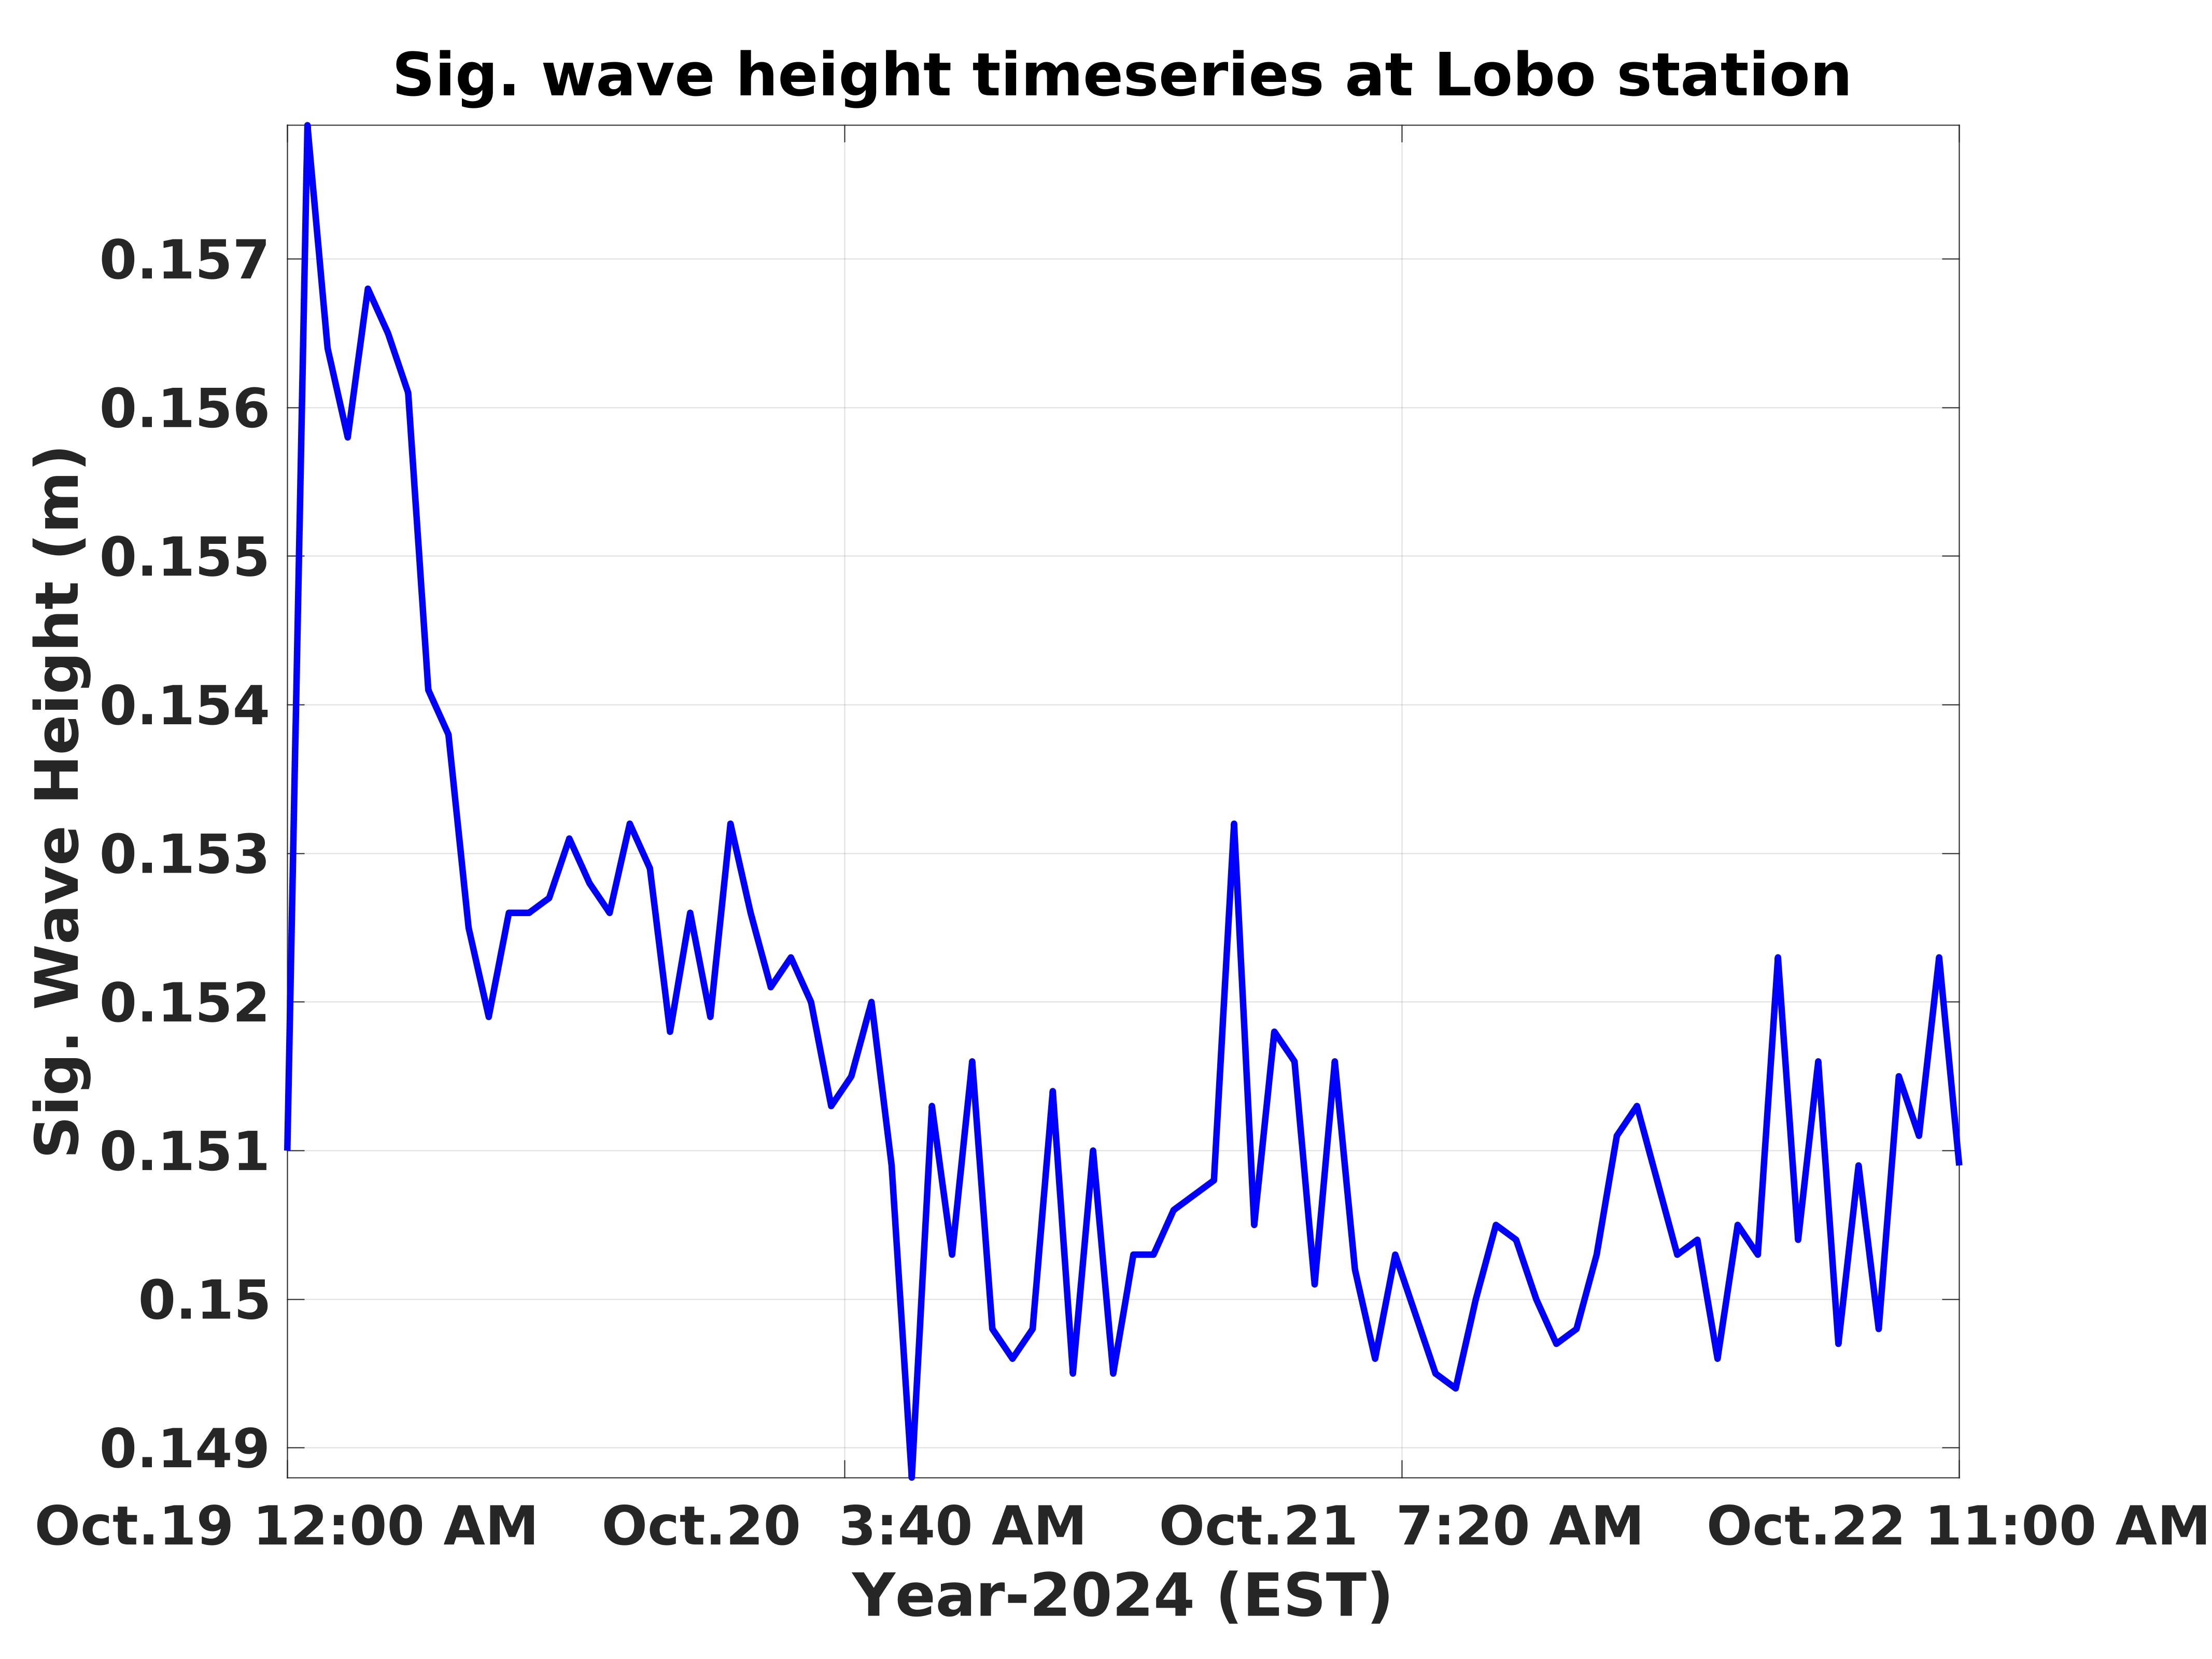 Sig. wave height timeseries at Lobo station
Sig. Wave Height (m)
0.157
0.156
0.155
0.154
0.153
0.152
0.151
0.15
0.149
Oct.19 12:00 AM Oct.20 3:40 AM Oct.21 7:20 AM Oct.22 11:00 AM
Year-2024 (EST)